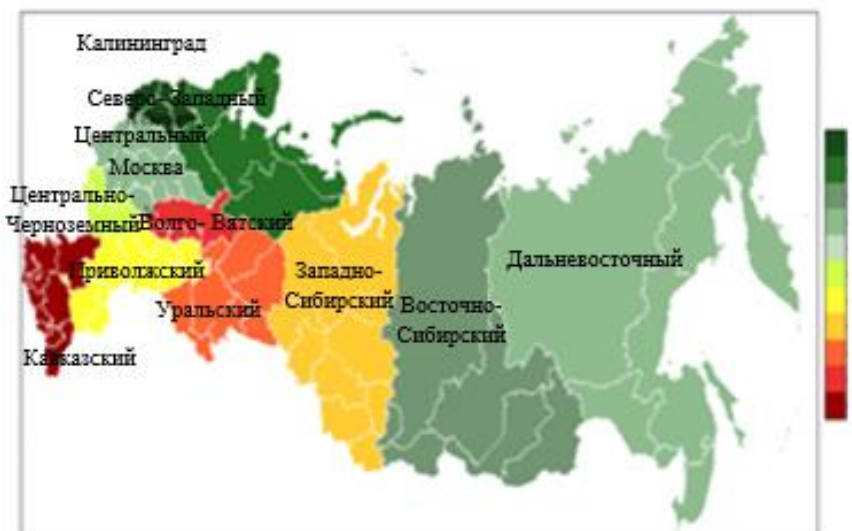 Калининград
Северо- Западный
Центральный
Москва
Центрально-
Черноземный
Волго- Вятский
Приволжский
Уральский
Кавказский
Западно-
Сибирский
Восточно-
Сибирский
Дальневосточный